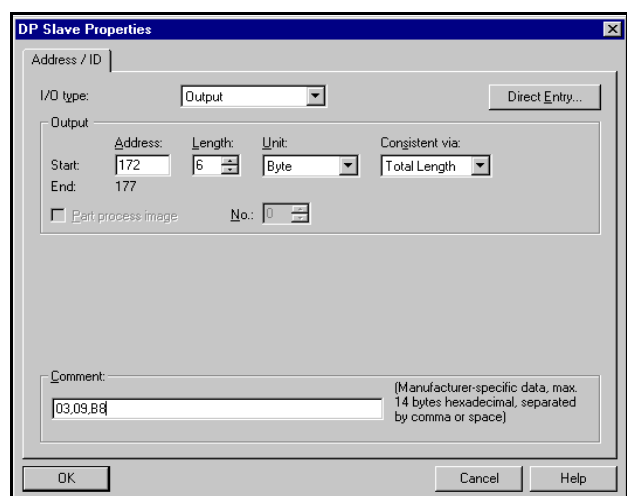 DP Slave Properties
Address / ID
I/O type: Output Direct Entry...
Output
Address: Length: Unit: Consistent via:
Start: 172 6 Byte Total Length
End: 177
Part process image No.: 0
Comment:
03,09,B8
(Manufacturer-specific data, max.
14 bytes hexadecimal, separated
by comma or space)
OK Cancel Help